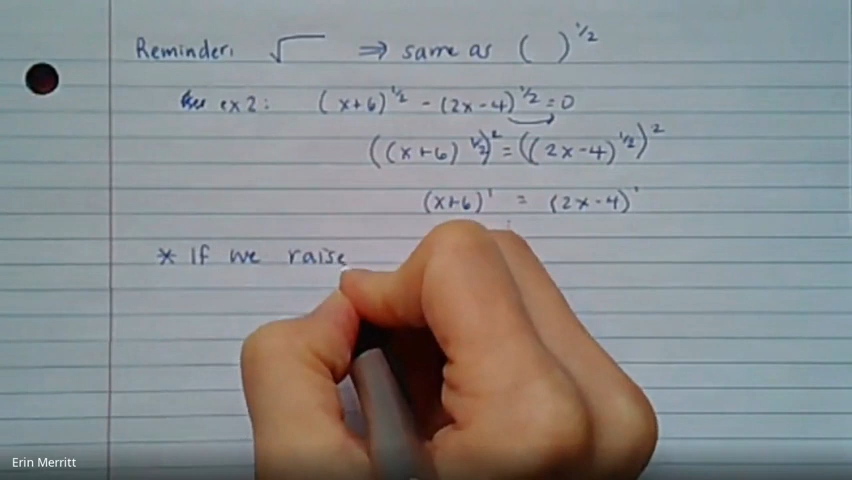 Reminder: √ ⇒ same as ( )^1/2
ex 2: (x+6)^1/2 - (2x-4)^1/2 = 0
((x+6)^1/2)^2 = ((2x-4)^1/2)^2
(x+6)^1 = (2x-4)^1
* If we raise
Erin Merritt